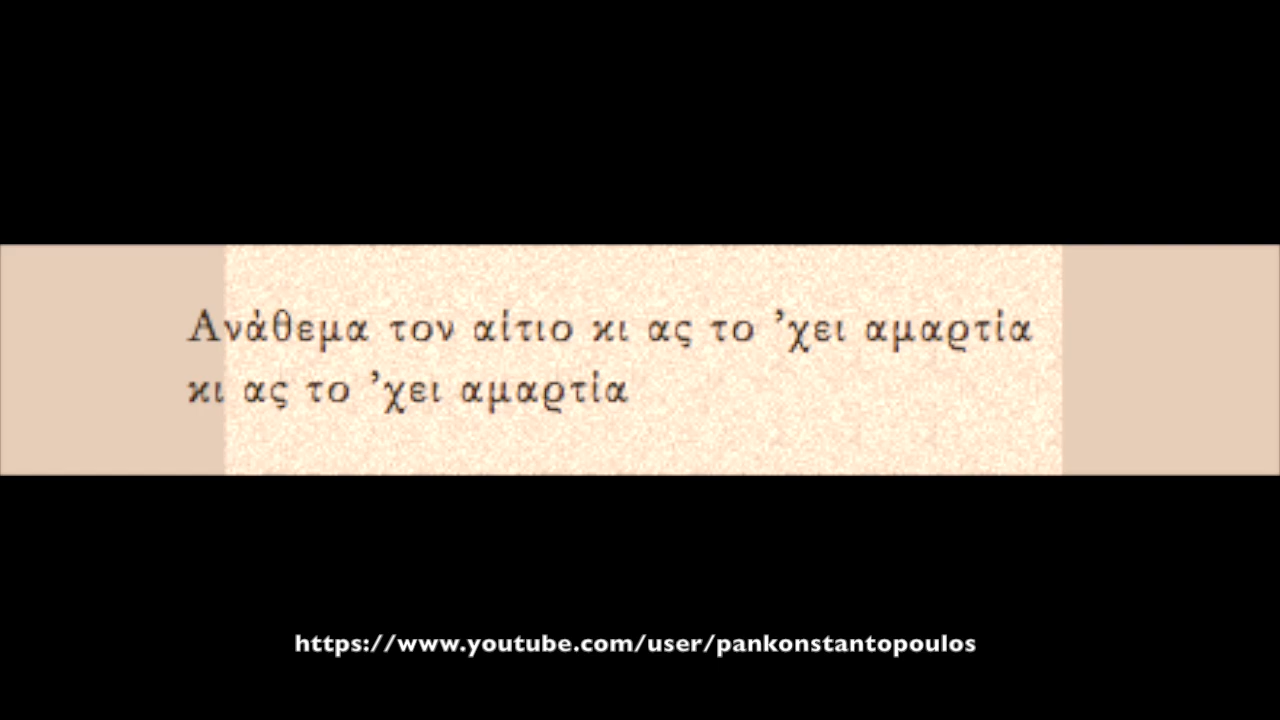 Ανάθεμα τον αίτιο κι ας το ’χει αμαρτία
κι ας το ’χει αμαρτία
https://www.youtube.com/user/pankonstantopoulos